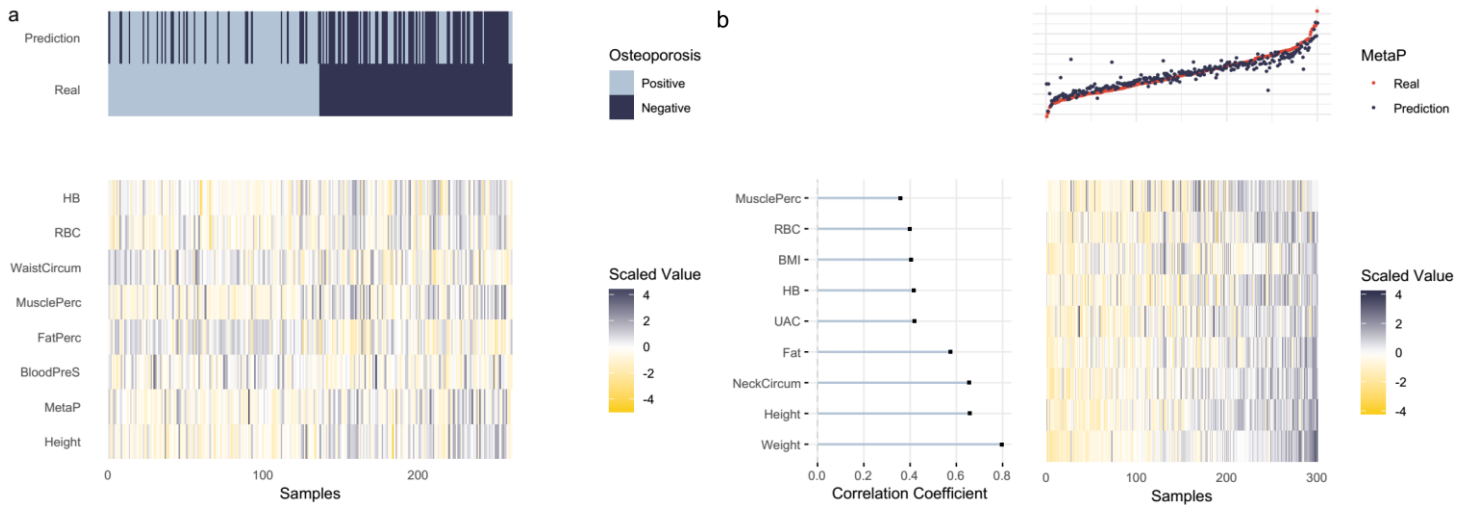 a
Prediction
Real
Osteoporosis
Positive
Negative
HB
RBC
WaistCircum
MusclePerc
FatPerc
BloodPreS
MetaP
Height
0
100
200
Samples
Scaled Value
4
2
0
-2
-4
b
MetaP
Real
Prediction
MusclePerc
RBC
BMI
HB
UAC
Fat
NeckCircum
Height
Weight
0.0
0.2
0.4
0.6
0.8
Correlation Coefficient
0
100
200
300
Samples
Scaled Value
4
2
0
-2
-4